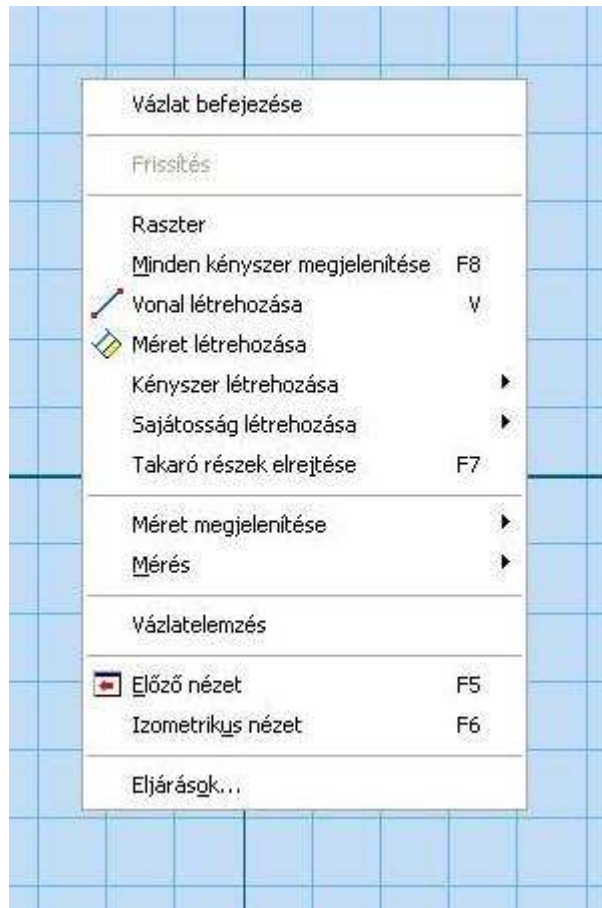 Vázlat befejezése
Frissítés
Raszter
Minden kényszer megjelenítése F8
Vonal létrehozása V
Méret létrehozása
Kényszer létrehozása
Sajátosság létrehozása
Takaró részek elrejtése F7
Méret megjelenítése
Mérés
Vázlatelemzés
Előző nézet F5
Izometrikus nézet F6
Eljárások...